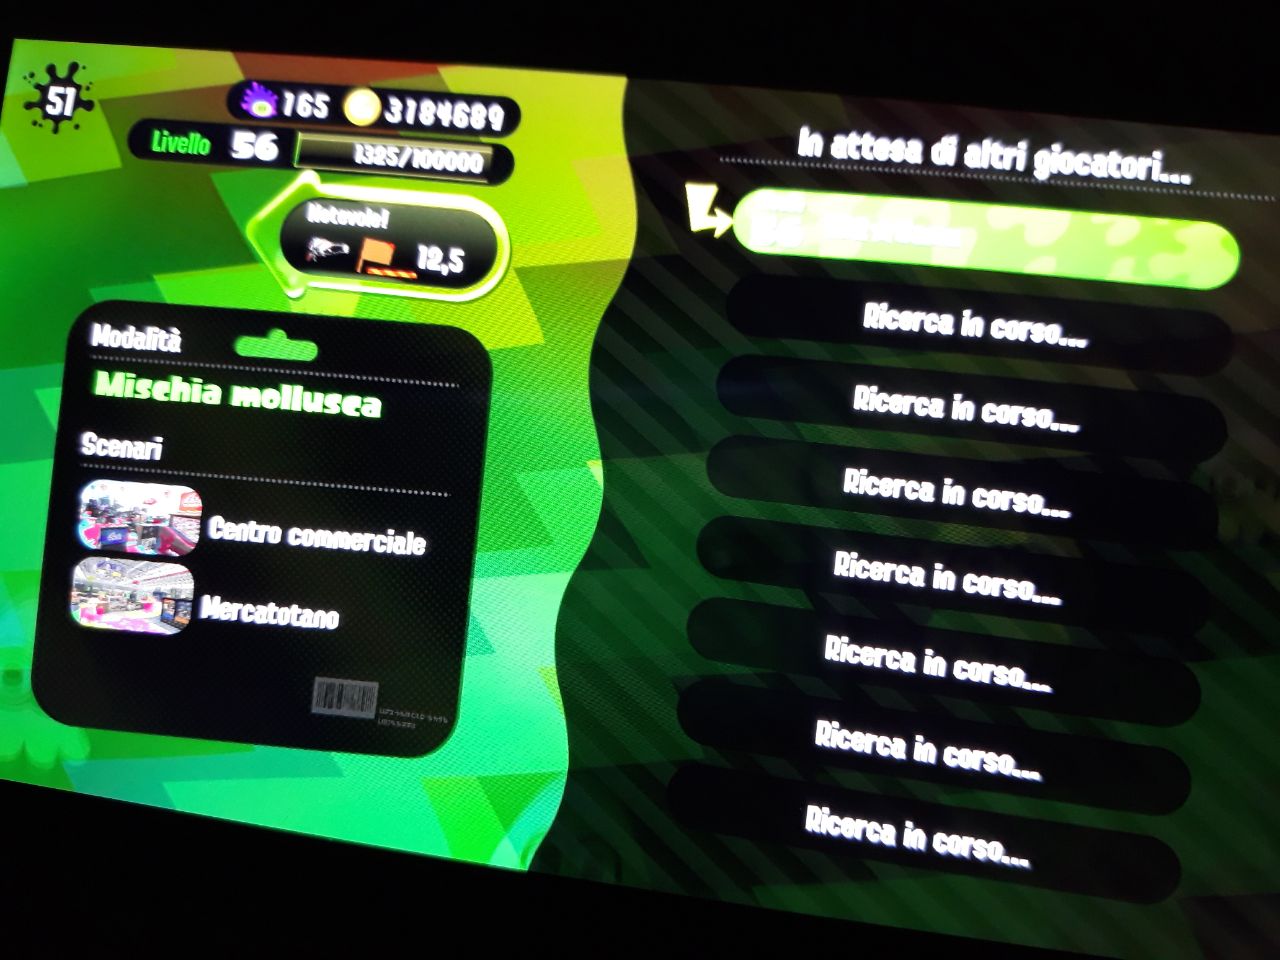 51
165 3184689
Livello 56 1325/100000
Notevole!
12,5
Modalità
Mischia mollusca
Scenari
Centro commerciale
Mercatotano
In attesa di altri giocatori...
Ricerca in corso...
Ricerca in corso...
Ricerca in corso...
Ricerca in corso...
Ricerca in corso...
Ricerca in corso...
Ricerca in corso...